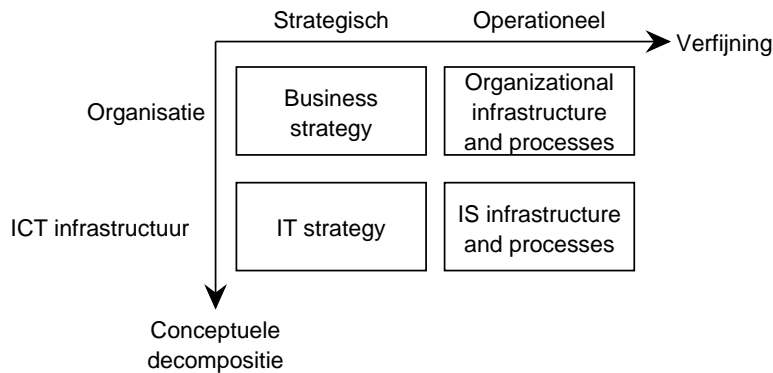 Strategisch Operationeel
Verfijning
Organisatie
Business
strategy
Organizational
infrastructure
and processes
ICT infrastructuur
IT strategy
IS infrastructure
and processes
Conceptuele
decompositie